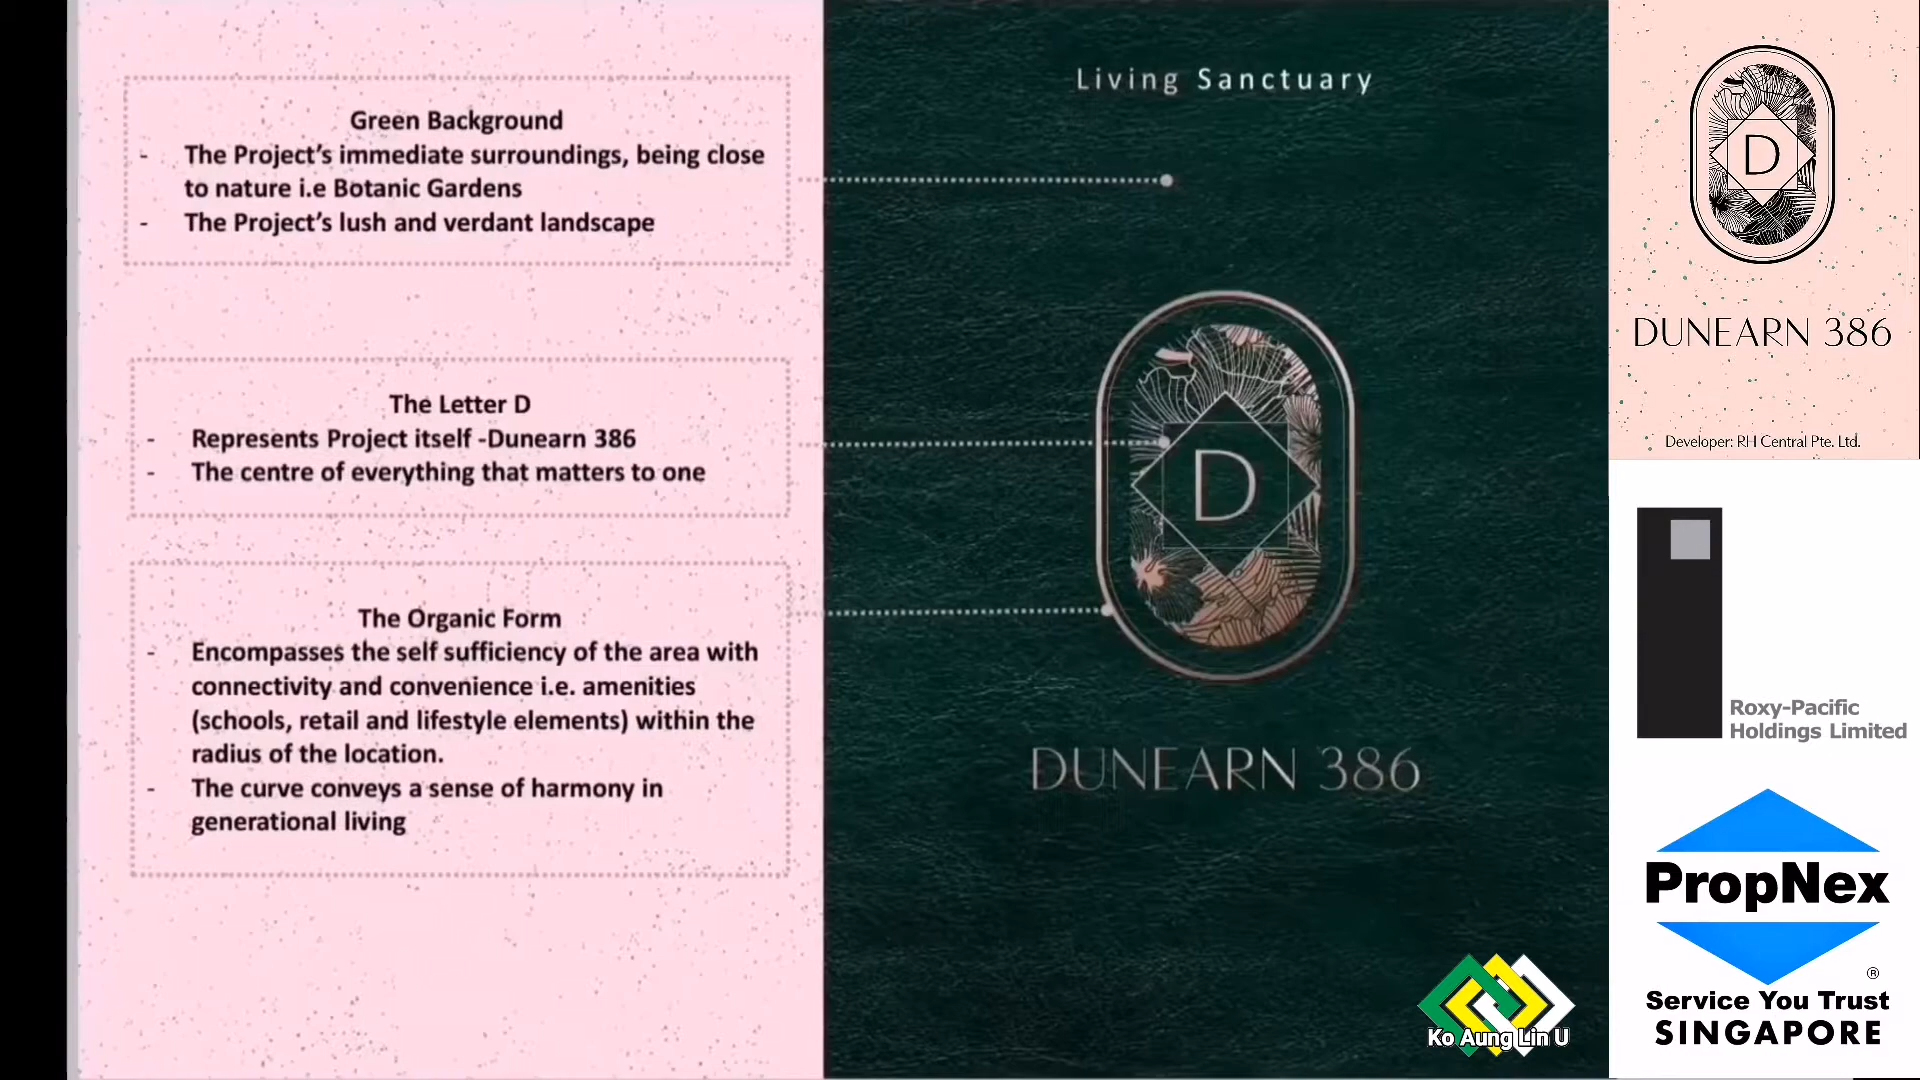 Green Background
- The Project's immediate surroundings, being close
to nature i.e Botanic Gardens
- The Project's lush and verdant landscape
The Letter D
- Represents Project itself -Dunearn 386
- The centre of everything that matters to one
The Organic Form
- Encompasses the self sufficiency of the area with
connectivity and convenience i.e. amenities
(schools, retail and lifestyle elements) within the
radius of the location.
- The curve conveys a sense of harmony in
generational living
Living Sanctuary
D
DUNEARN 386
Ko Aung Lin U
D
DUNEARN 386
Developer: RH Central Pte. Ltd.
Roxy-Pacific
Holdings Limited
PropNex
®
Service You Trust
SINGAPORE